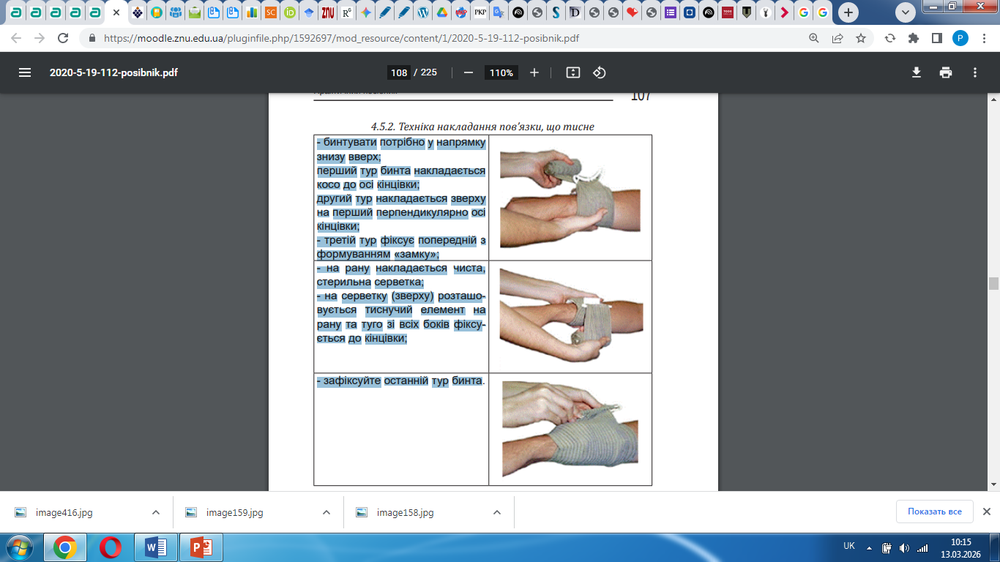 https://moodle.znu.edu.ua/pluginfile.php/1592697/mod_resource/content/1/2020-5-19-112-posibnik.pdf
2020-5-19-112-posibnik.pdf
108 / 225
110%
107
4.5.2. Техніка накладання пов’язки, що тисне
- бинтувати потрібно у напрямку
знизу вверх;
перший тур бинта накладається
косо до осі кінцівки;
другий тур накладається зверху
на перший перпендикулярно осі
кінцівки;
- третій тур фіксує попередній з
формуванням «замку»;
- на рану накладається чиста,
стерильна серветка;
- на серветку (зверху) розташо-
вується тиснучий елемент на
рану та туго зі всіх боків фіксу-
ється до кінцівки;
- зафіксуйте останній тур бинта.
image416.jpg
image159.jpg
image158.jpg
Показать все
UK
10:15
13.03.2026